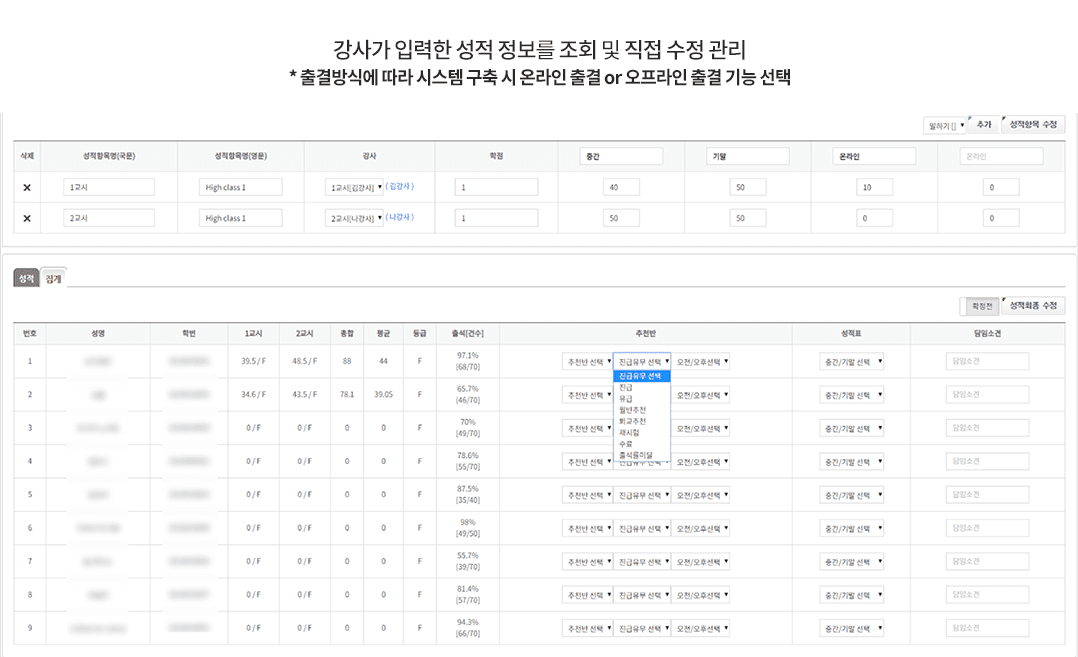 강사가 입력한 성적 정보를 조회 및 직접 수정 관리
* 출결방식에 따라 시스템 구축 시 온라인 출결 or 오프라인 출결 기능 선택
말하기 [] ▼ 추가 성적항목 수정
삭제 성적항목명(국문) 성적항목명(영문) 강사 학점 중간 기말 온라인 온라인
✕ 1교시 High class 1 1교시[김강사] ▼ (김강사) 1 40 50 10 0
✕ 2교시 High class 1 2교시[나강사] ▼ (나강사) 1 50 50 0 0
성적 집계
확정전 성적최종 수정
번호 성명 학번 1교시 2교시 총합 평균 등급 출석[건수] 추천반 성적표 담임소견
1 39.5 / F 48.5 / F 88 44 F 97.1% [68/70] 추천반 선택 ▼ 진급유무 선택 ▼ 오전/오후선택 ▼ 중간/기말 선택 ▼ 담임소견
진급유무 선택
진급
유급
월반추천
퇴교추천
재시험
수료
출석률미달
2 34.6 / F 43.5 / F 78.1 39.05 F 65.7% [46/70] 추천반 선택 ▼ 오전/오후선택 ▼ 중간/기말 선택 ▼ 담임소견
3 0 / F 0 / F 0 0 F 70% [49/70] 추천반 선택 ▼ 오전/오후선택 ▼ 중간/기말 선택 ▼ 담임소견
4 0 / F 0 / F 0 0 F 78.6% [55/70] 추천반 선택 ▼ 진급유무 선택 ▼ 오전/오후선택 ▼ 중간/기말 선택 ▼ 담임소견
5 0 / F 0 / F 0 0 F 87.5% [35/40] 추천반 선택 ▼ 진급유무 선택 ▼ 오전/오후선택 ▼ 중간/기말 선택 ▼ 담임소견
6 0 / F 0 / F 0 0 F 98% [49/50] 추천반 선택 ▼ 진급유무 선택 ▼ 오전/오후선택 ▼ 중간/기말 선택 ▼ 담임소견
7 0 / F 0 / F 0 0 F 55.7% [39/70] 추천반 선택 ▼ 진급유무 선택 ▼ 오전/오후선택 ▼ 중간/기말 선택 ▼ 담임소견
8 0 / F 0 / F 0 0 F 81.4% [57/70] 추천반 선택 ▼ 진급유무 선택 ▼ 오전/오후선택 ▼ 중간/기말 선택 ▼ 담임소견
9 0 / F 0 / F 0 0 F 94.3% [66/70] 추천반 선택 ▼ 진급유무 선택 ▼ 오전/오후선택 ▼ 중간/기말 선택 ▼ 담임소견